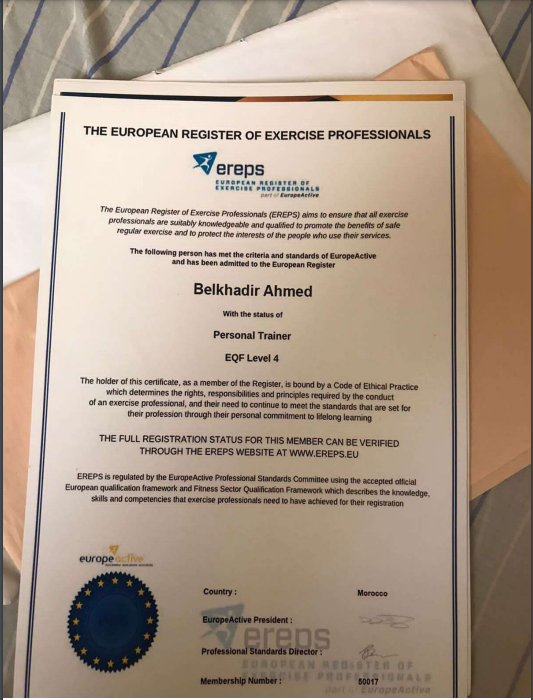 THE EUROPEAN REGISTER OF EXERCISE PROFESSIONALS
ereps
EUROPEAN REGISTER OF
EXERCISE PROFESSIONALS
part of EuropeActive
The European Register of Exercise Professionals (EREPS) aims to ensure that all exercise
professionals are suitably knowledgeable and qualified to promote the benefits of safe
regular exercise and to protect the interests of the people who use their services.
The following person has met the criteria and standards of EuropeActive
and has been admitted to the European Register
Belkhadir Ahmed
With the status of
Personal Trainer
EQF Level 4
The holder of this certificate, as a member of the Register, is bound by a Code of Ethical Practice
which determines the rights, responsibilities and principles required by the conduct
of an exercise professional, and their need to continue to meet the standards that are set for
their profession through their personal commitment to lifelong learning
THE FULL REGISTRATION STATUS FOR THIS MEMBER CAN BE VERIFIED
THROUGH THE EREPS WEBSITE AT WWW.EREPS.EU
EREPS is regulated by the EuropeActive Professional Standards Committee using the accepted official
European qualification framework and Fitness Sector Qualification Framework which describes the knowledge,
skills and competencies that exercise professionals need to have achieved for their registration
europeactive
Country : Morocco
EuropeActive President :
ereps
Professional Standards Director :
EUROPEAN REGISTER OF
EXERCISE PROFESSIONALS
Membership Number : 50017
part of EuropeActive